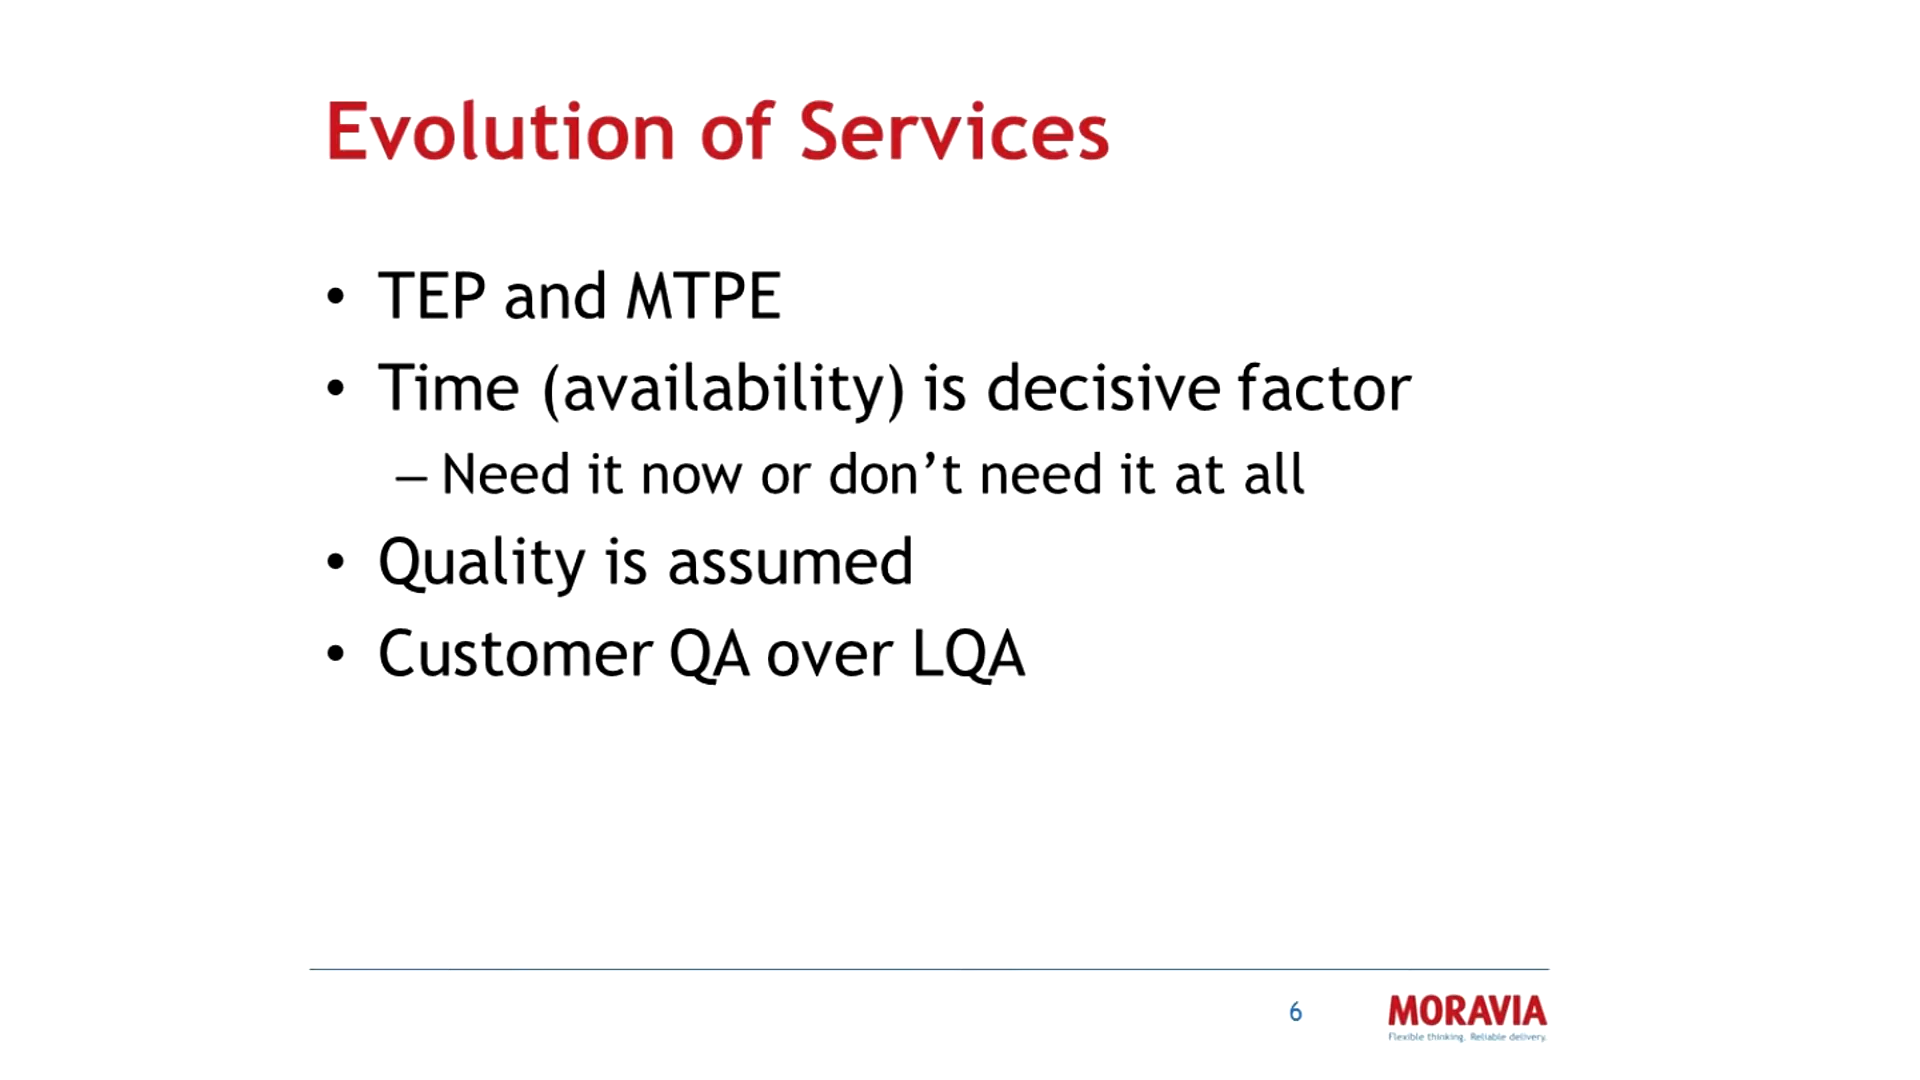 Evolution of Services
• TEP and MTPE
• Time (availability) is decisive factor
– Need it now or don’t need it at all
• Quality is assumed
• Customer QA over LQA
6
MORAVIA
Flexible thinking. Reliable delivery.